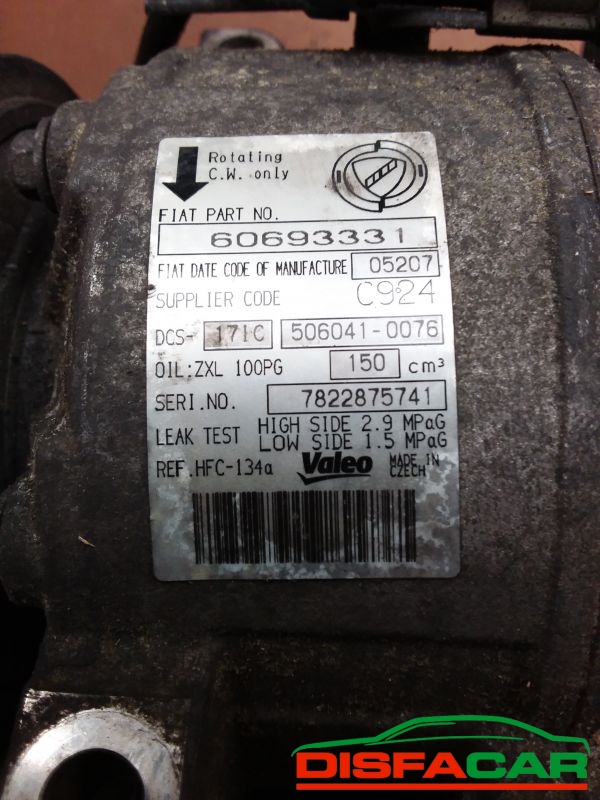 Rotating
C.W. only
FIAT PART NO.
60693331
FIAT DATE CODE OF MANUFACTURE 05207
SUPPLIER CODE C924
DCS- 17IC 506041-0076
OIL:ZXL 100PG 150 cm³
SERI.NO. 7822875741
LEAK TEST HIGH SIDE 2.9 MPaG
LOW SIDE 1.5 MPaG
REF.HFC-134a Valeo MADE IN
CZECH
DISFACAR